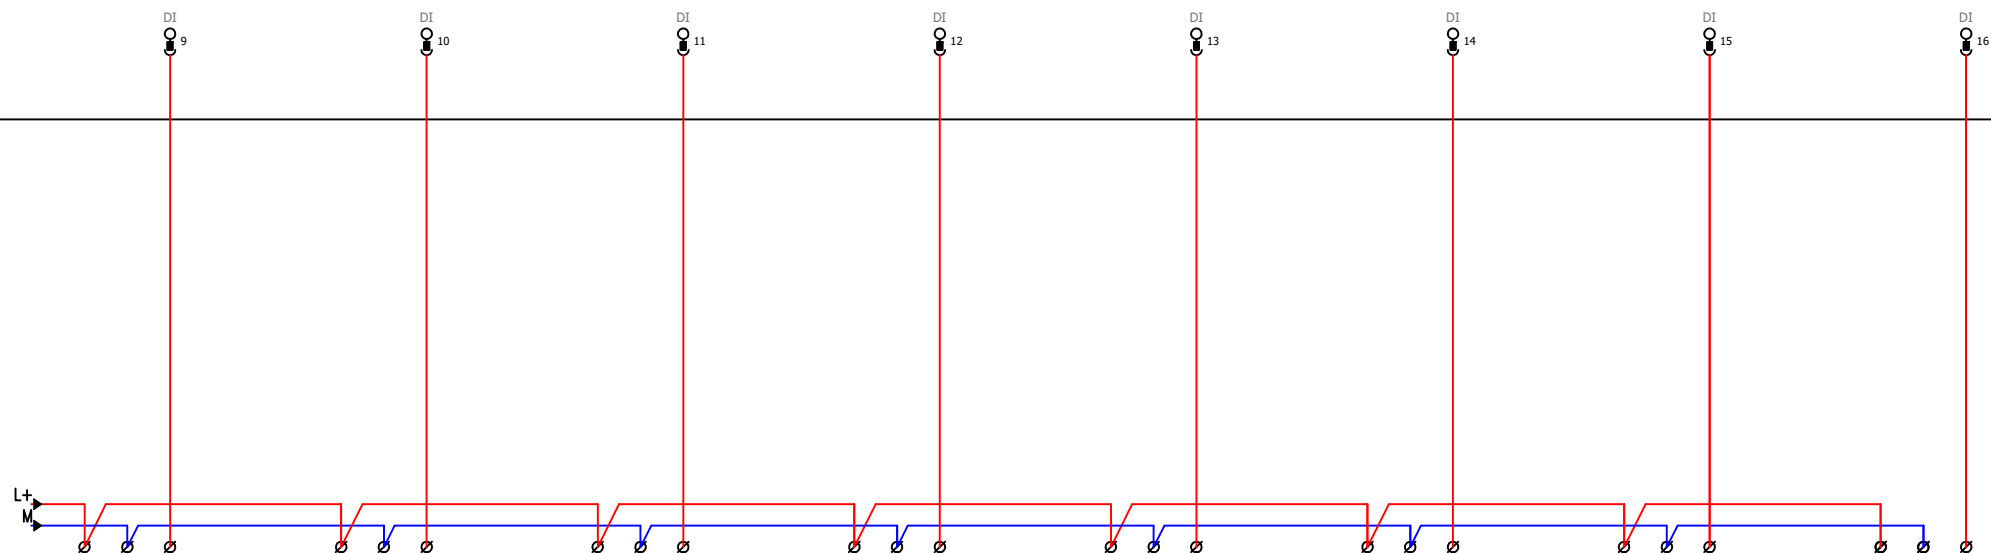 DI DI DI DI DI DI DI DI
9 10 11 12 13 14 15 16
L+
M